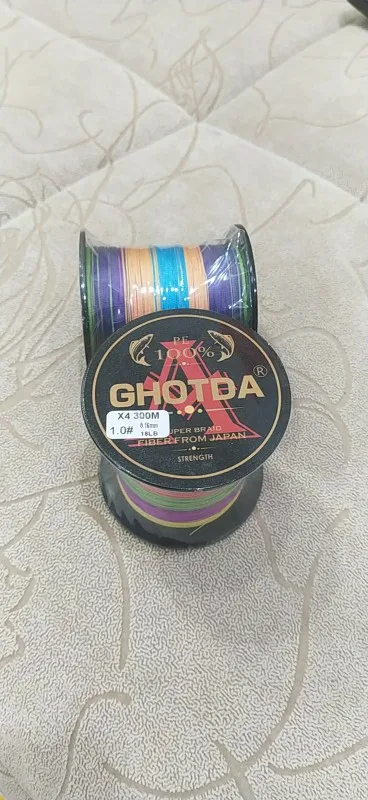 PE
100%
GHOTDA®
X4 300M
1.0# 0.16mm
18LB
SUPER BRAID
FIBER FROM JAPAN
STRENGTH